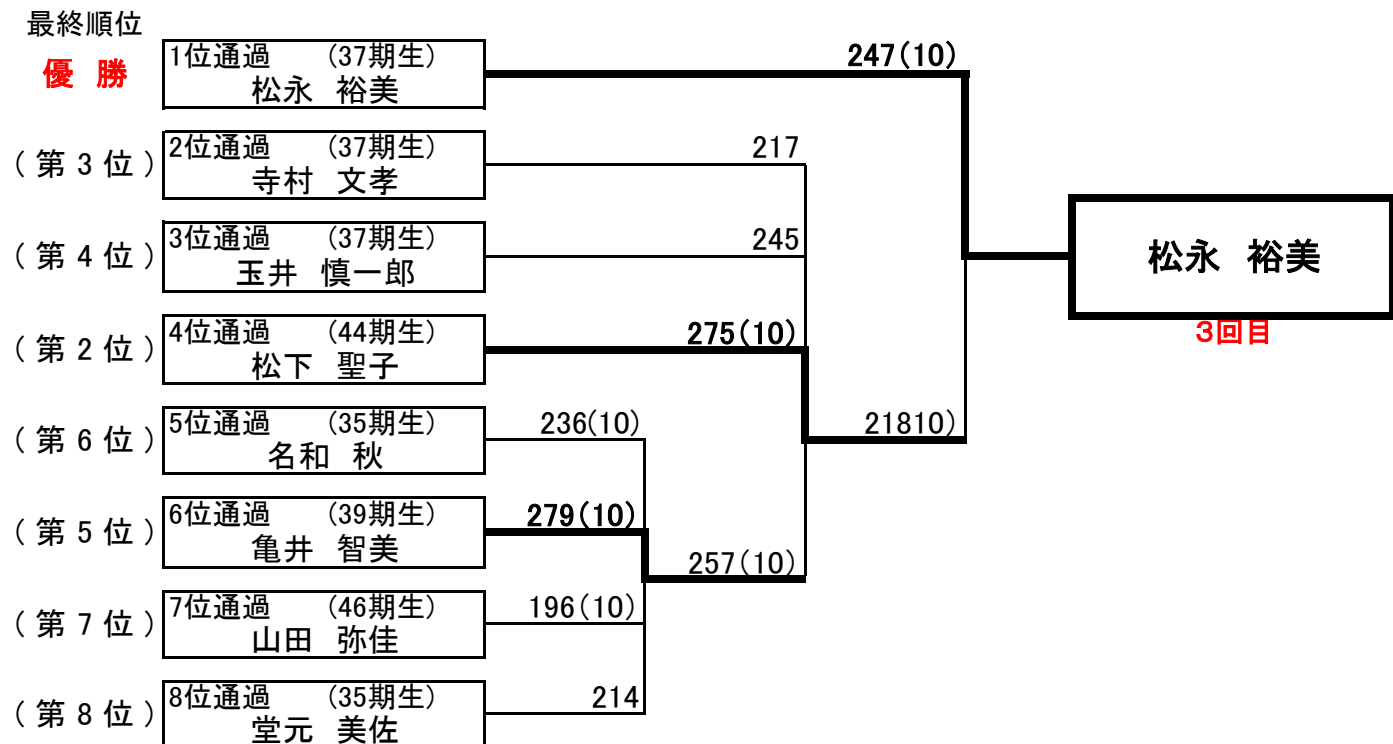 最終順位
優 勝
1位通過 (37期生)
松永 裕美
247(10)
(第3位)
2位通過 (37期生)
寺村 文孝
217
(第4位)
3位通過 (37期生)
玉井 慎一郎
245
松永 裕美
3回目
(第2位)
4位通過 (44期生)
松下 聖子
275(10)
(第6位)
5位通過 (35期生)
名和 秋
236(10)
21810)
(第5位)
6位通過 (39期生)
亀井 智美
279(10)
257(10)
(第7位)
7位通過 (46期生)
山田 弥佳
196(10)
(第8位)
8位通過 (35期生)
堂元 美佐
214